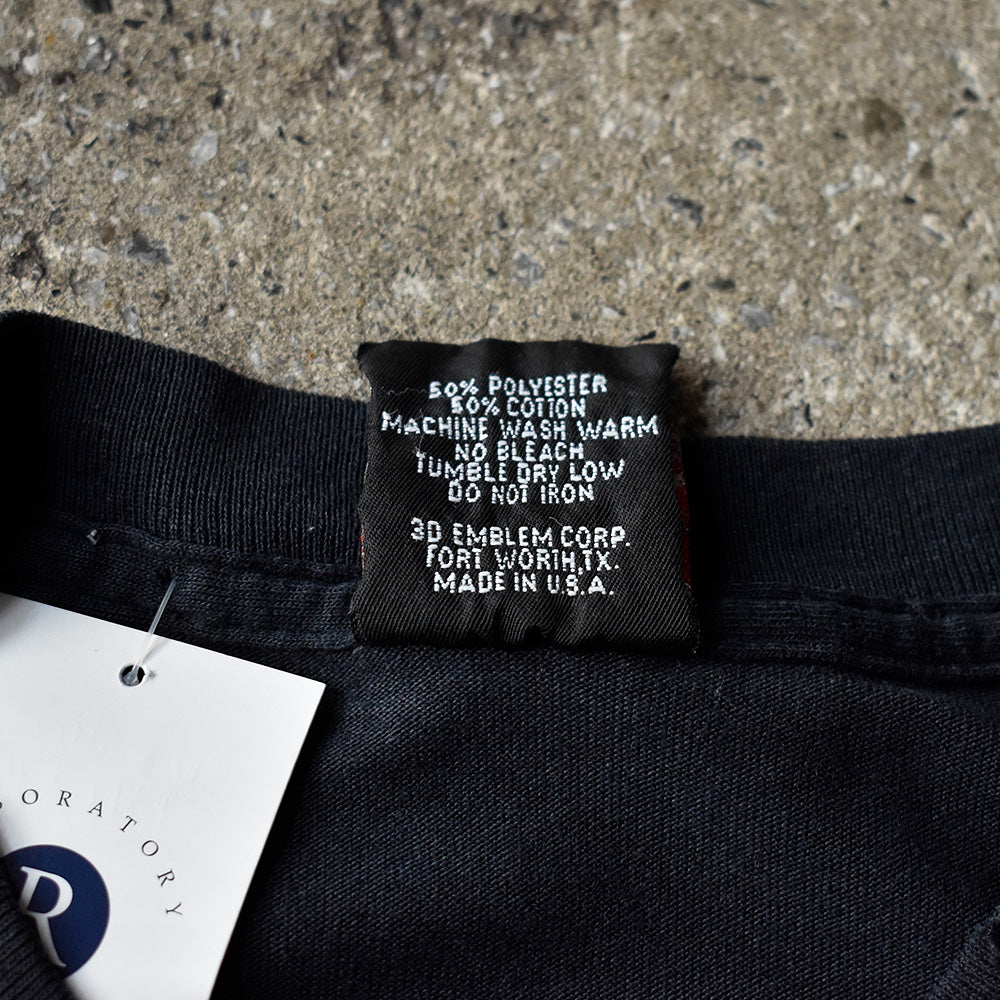 50% POLYESTER
50% COTTON
MACHINE WASH WARM
NO BLEACH
TUMBLE DRY LOW
DO NOT IRON
3D EMBLEM CORP.
FORT WORTH,TX.
MADE IN U.S.A.
ORATORY
R